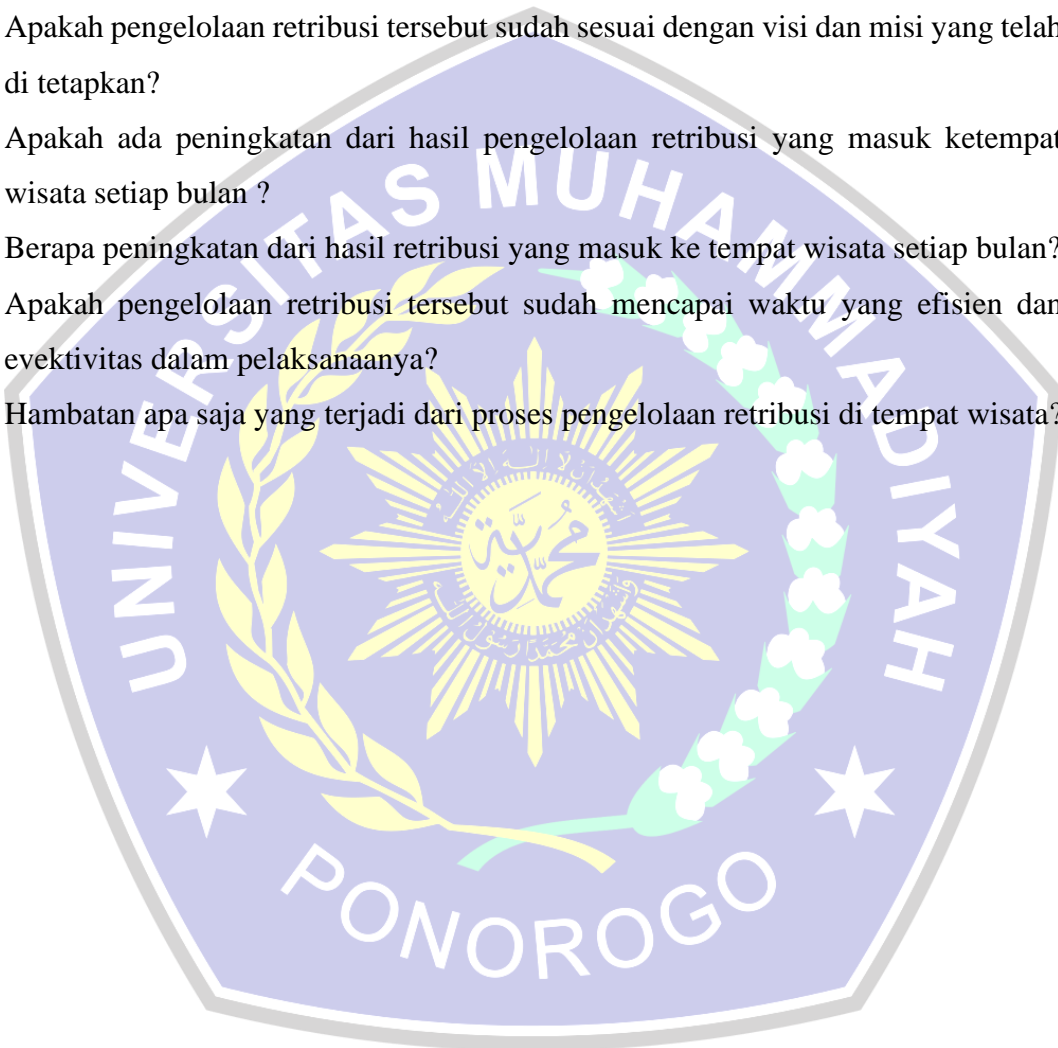 Apakah pengelolaan retribusi tersebut sudah sesuai dengan visi dan misi yang telah
di tetapkan?
Apakah ada peningkatan dari hasil pengelolaan retribusi yang masuk ketempat
wisata setiap bulan ?
Berapa peningkatan dari hasil retribusi yang masuk ke tempat wisata setiap bulan?
Apakah pengelolaan retribusi tersebut sudah mencapai waktu yang efisien dan
evektivitas dalam pelaksanaanya?
Hambatan apa saja yang terjadi dari proses pengelolaan retribusi di tempat wisata?
UNIVERSITAS MUHAMMADIYAH
محمدية
PONOROGO